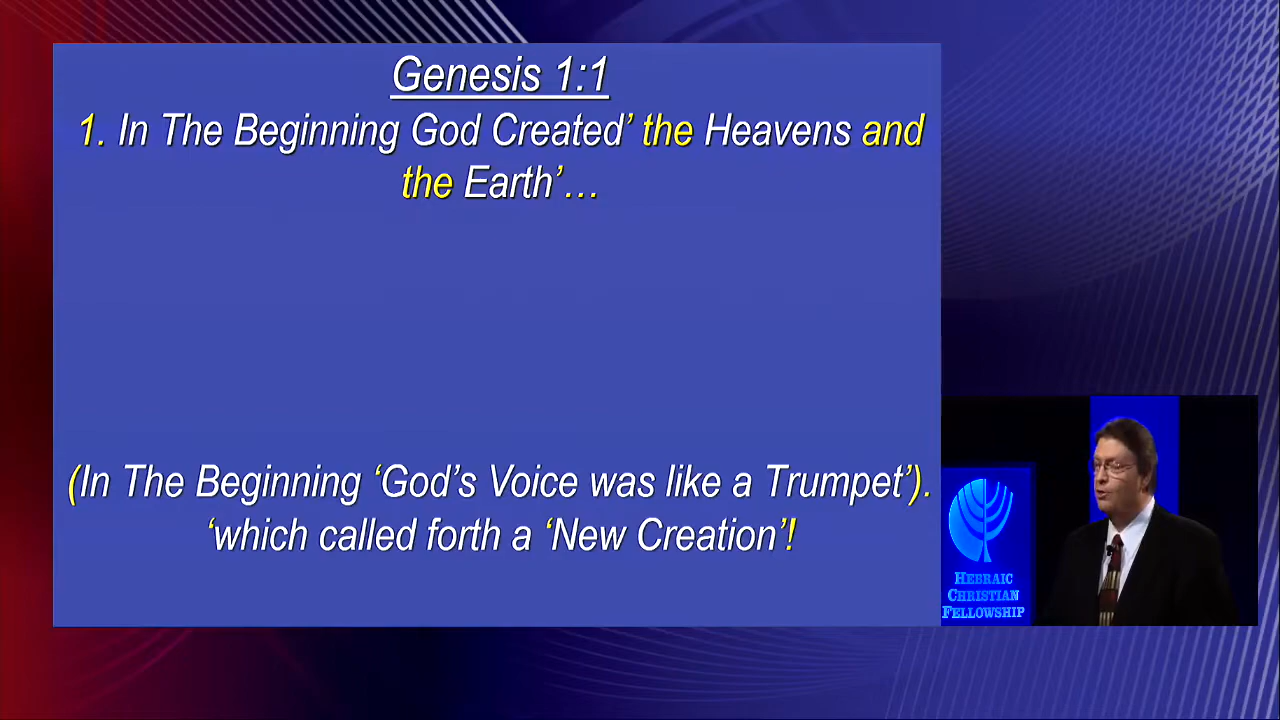 Genesis 1:1
1. In The Beginning God Created’ the Heavens and
the Earth’…
(In The Beginning ‘God’s Voice was like a Trumpet’).
‘which called forth a ‘New Creation’!
HEBRAIC
CHRISTIAN
FELLOWSHIP